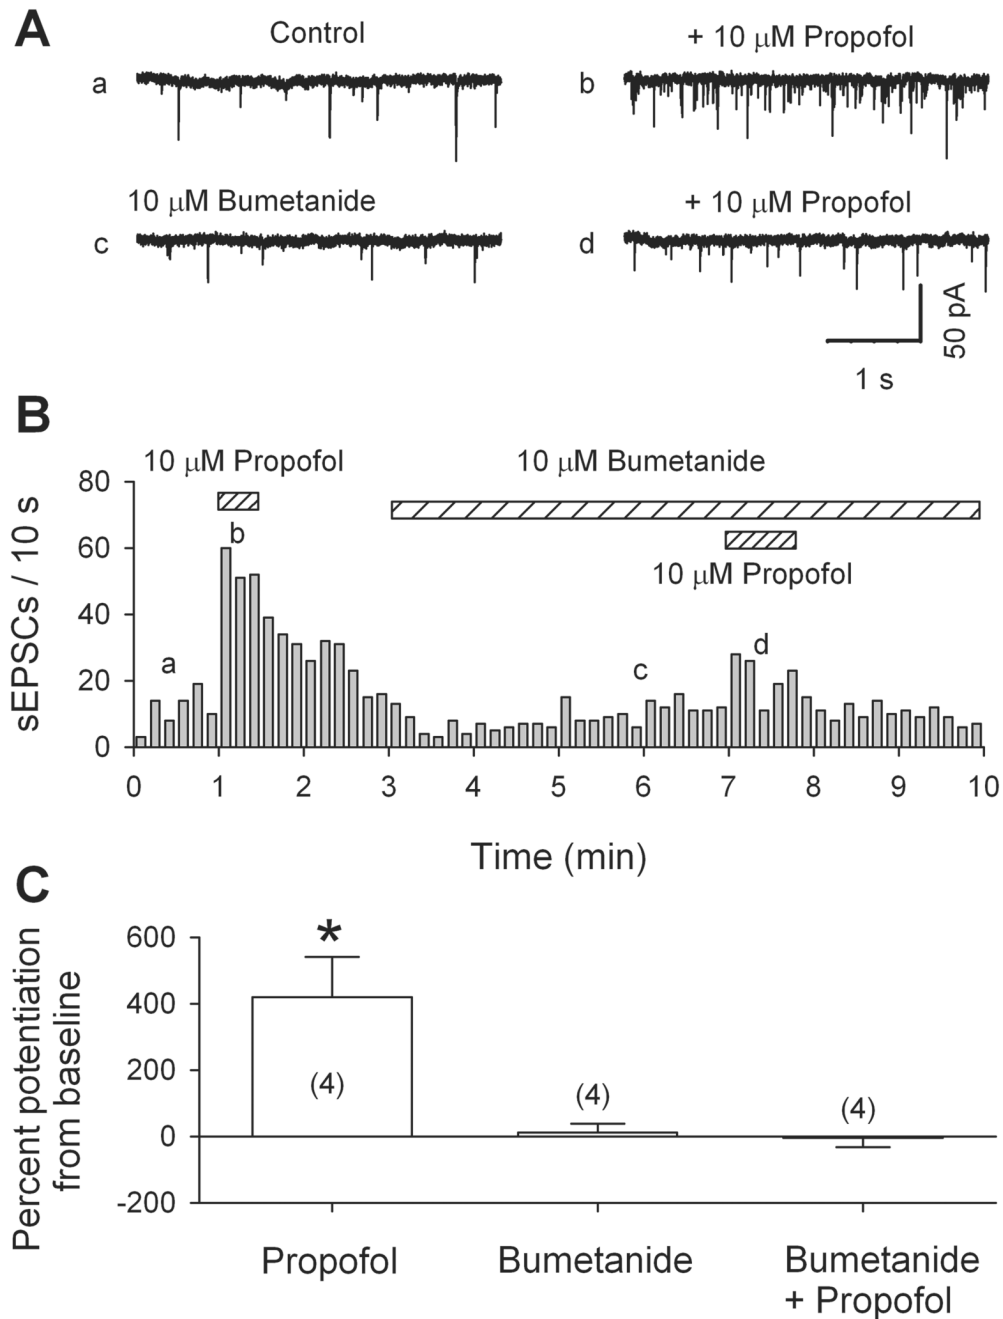 A
Control
+ 10 μM Propofol
a
b
10 μM Bumetanide
+ 10 μM Propofol
c
d
50 pA
1 s
B
10 μM Propofol
10 μM Bumetanide
10 μM Propofol
sEPSCs / 10 s
80
60
40
20
0
a
b
c
d
0 1 2 3 4 5 6 7 8 9 10
Time (min)
C
Percent potentiation
from baseline
600
400
200
0
-200
*
(4)
(4)
(4)
Propofol
Bumetanide
Bumetanide
+ Propofol